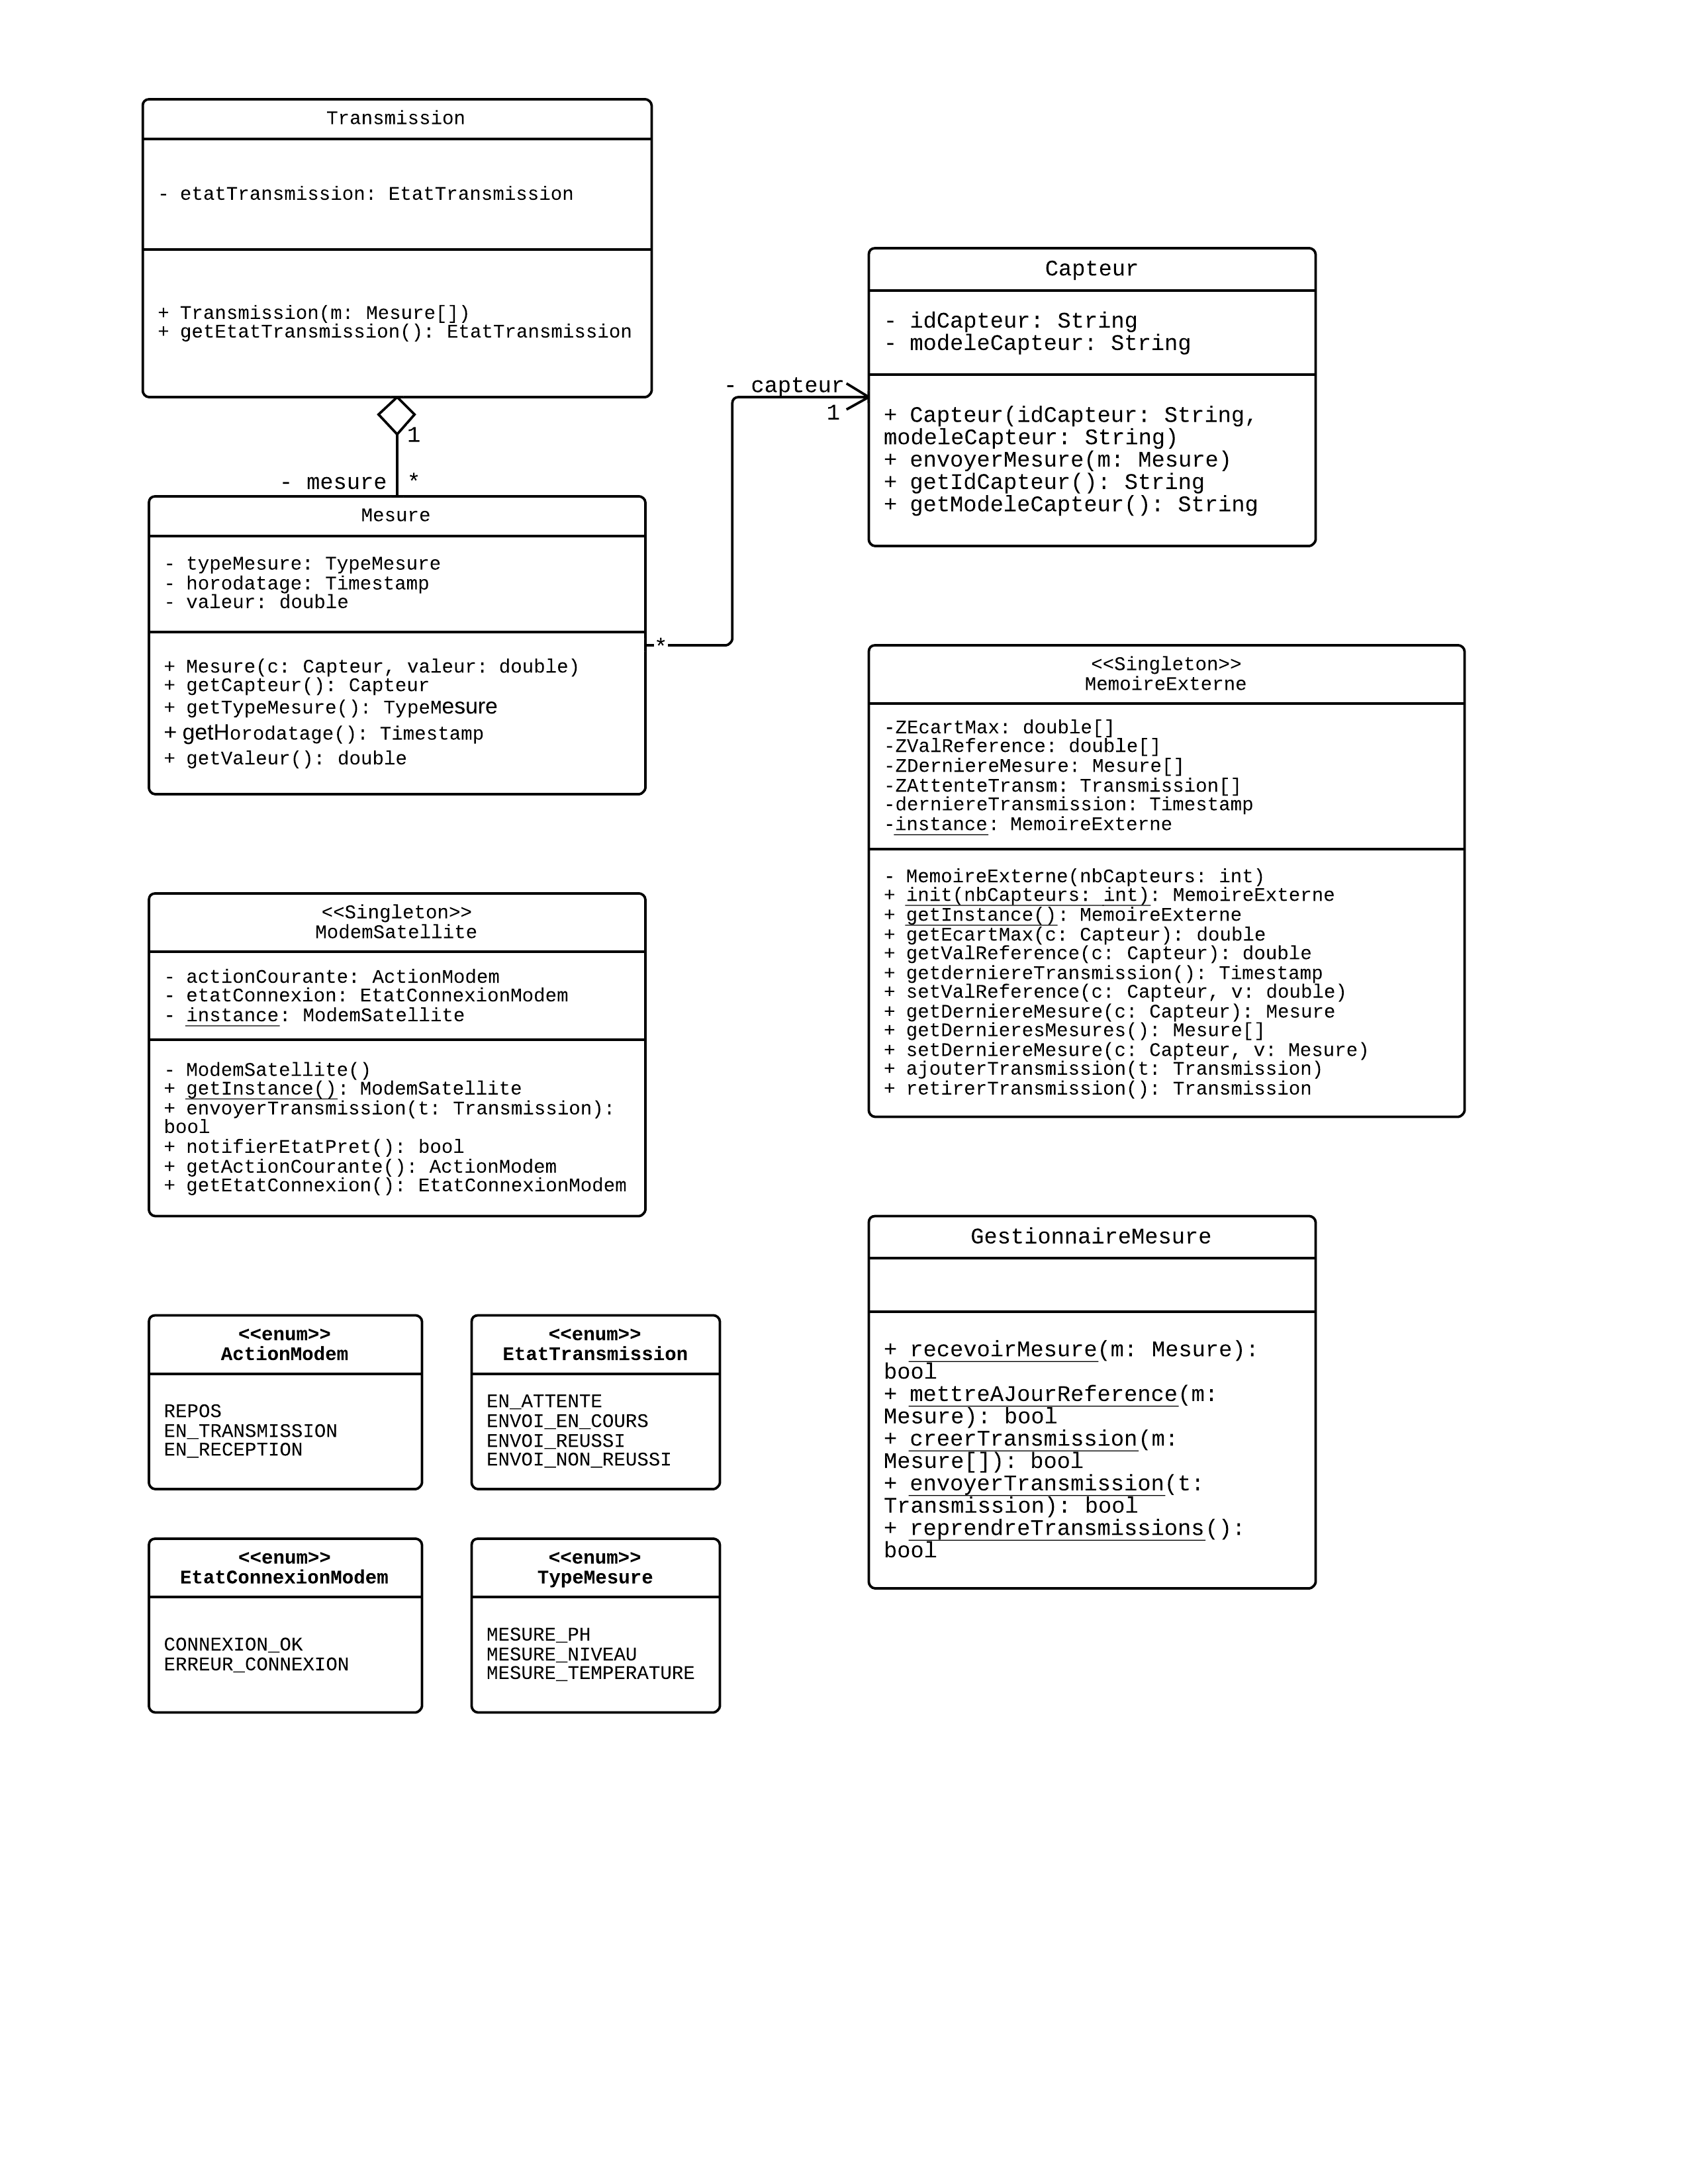 Transmission
- etatTransmission: EtatTransmission
+ Transmission(m: Mesure[])
+ getEtatTransmission(): EtatTransmission
1
- mesure *
Mesure
- typeMesure: TypeMesure
- horodatage: Timestamp
- valeur: double
+ Mesure(c: Capteur, valeur: double)
+ getCapteur(): Capteur
+ getTypeMesure(): TypeMesure
+ getHorodatage(): Timestamp
+ getValeur(): double
*
- capteur
1
Capteur
- idCapteur: String
- modeleCapteur: String
+ Capteur(idCapteur: String,
modeleCapteur: String)
+ envoyerMesure(m: Mesure)
+ getIdCapteur(): String
+ getModeleCapteur(): String
<<Singleton>>
MemoireExterne
-ZEcartMax: double[]
-ZValReference: double[]
-ZDerniereMesure: Mesure[]
-ZAttenteTransm: Transmission[]
-derniereTransmission: Timestamp
-instance: MemoireExterne
- MemoireExterne(nbCapteurs: int)
+ init(nbCapteurs: int): MemoireExterne
+ getInstance(): MemoireExterne
+ getEcartMax(c: Capteur): double
+ getValReference(c: Capteur): double
+ getderniereTransmission(): Timestamp
+ setValReference(c: Capteur, v: double)
+ getDerniereMesure(c: Capteur): Mesure
+ getDernieresMesures(): Mesure[]
+ setDerniereMesure(c: Capteur, v: Mesure)
+ ajouterTransmission(t: Transmission)
+ retirerTransmission(): Transmission
<<Singleton>>
ModemSatellite
- actionCourante: ActionModem
- etatConnexion: EtatConnexionModem
- instance: ModemSatellite
- ModemSatellite()
+ getInstance(): ModemSatellite
+ envoyerTransmission(t: Transmission):
bool
+ notifierEtatPret(): bool
+ getActionCourante(): ActionModem
+ getEtatConnexion(): EtatConnexionModem
GestionnaireMesure
+ recevoirMesure(m: Mesure):
bool
+ mettreAJourReference(m:
Mesure): bool
+ creerTransmission(m:
Mesure[]): bool
+ envoyerTransmission(t:
Transmission): bool
+ reprendreTransmissions():
bool
<<enum>>
ActionModem
REPOS
EN_TRANSMISSION
EN_RECEPTION
<<enum>>
EtatTransmission
EN_ATTENTE
ENVOI_EN_COURS
ENVOI_REUSSI
ENVOI_NON_REUSSI
<<enum>>
EtatConnexionModem
CONNEXION_OK
ERREUR_CONNEXION
<<enum>>
TypeMesure
MESURE_PH
MESURE_NIVEAU
MESURE_TEMPERATURE